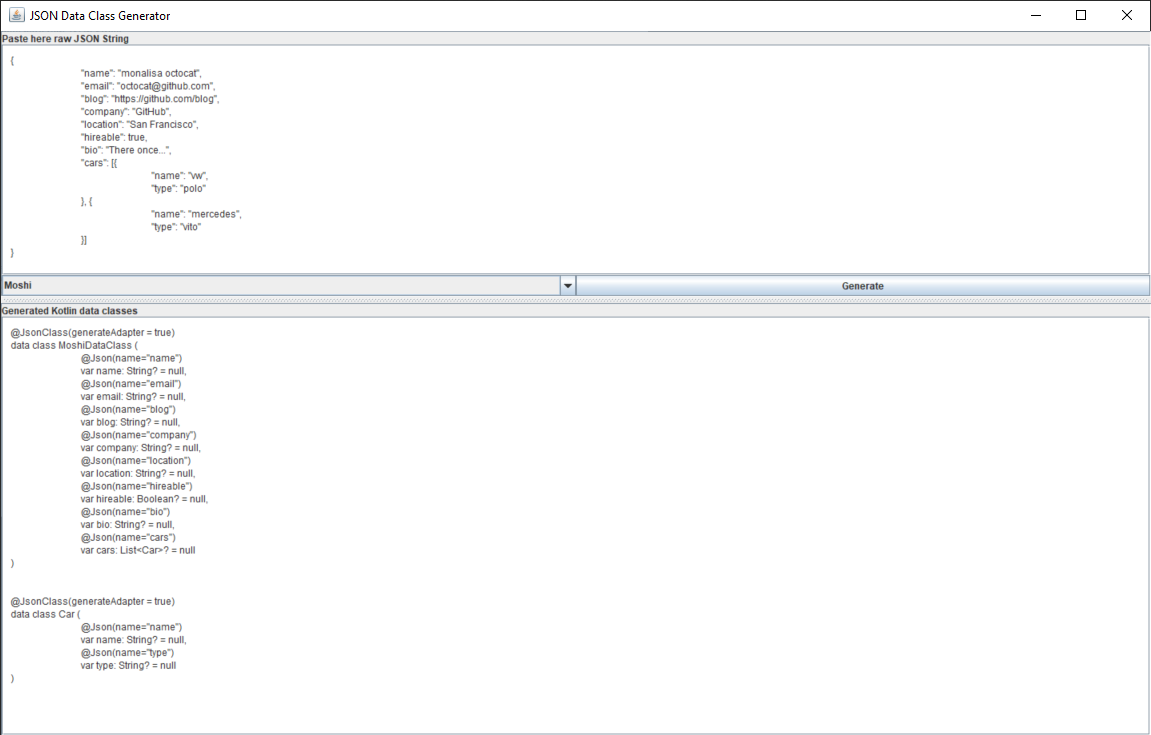 JSON Data Class Generator
Paste here raw JSON String
{
"name": "monalisa octocat",
"email": "octocat@github.com",
"blog": "https://github.com/blog",
"company": "GitHub",
"location": "San Francisco",
"hireable": true,
"bio": "There once...",
"cars": [{
"name": "vw",
"type": "polo"
}, {
"name": "mercedes",
"type": "vito"
}]
}
Moshi
Generate
Generated Kotlin data classes
@JsonClass(generateAdapter = true)
data class MoshiDataClass (
@Json(name="name")
var name: String? = null,
@Json(name="email")
var email: String? = null,
@Json(name="blog")
var blog: String? = null,
@Json(name="company")
var company: String? = null,
@Json(name="location")
var location: String? = null,
@Json(name="hireable")
var hireable: Boolean? = null,
@Json(name="bio")
var bio: String? = null,
@Json(name="cars")
var cars: List<Car>? = null
)
@JsonClass(generateAdapter = true)
data class Car (
@Json(name="name")
var name: String? = null,
@Json(name="type")
var type: String? = null
)